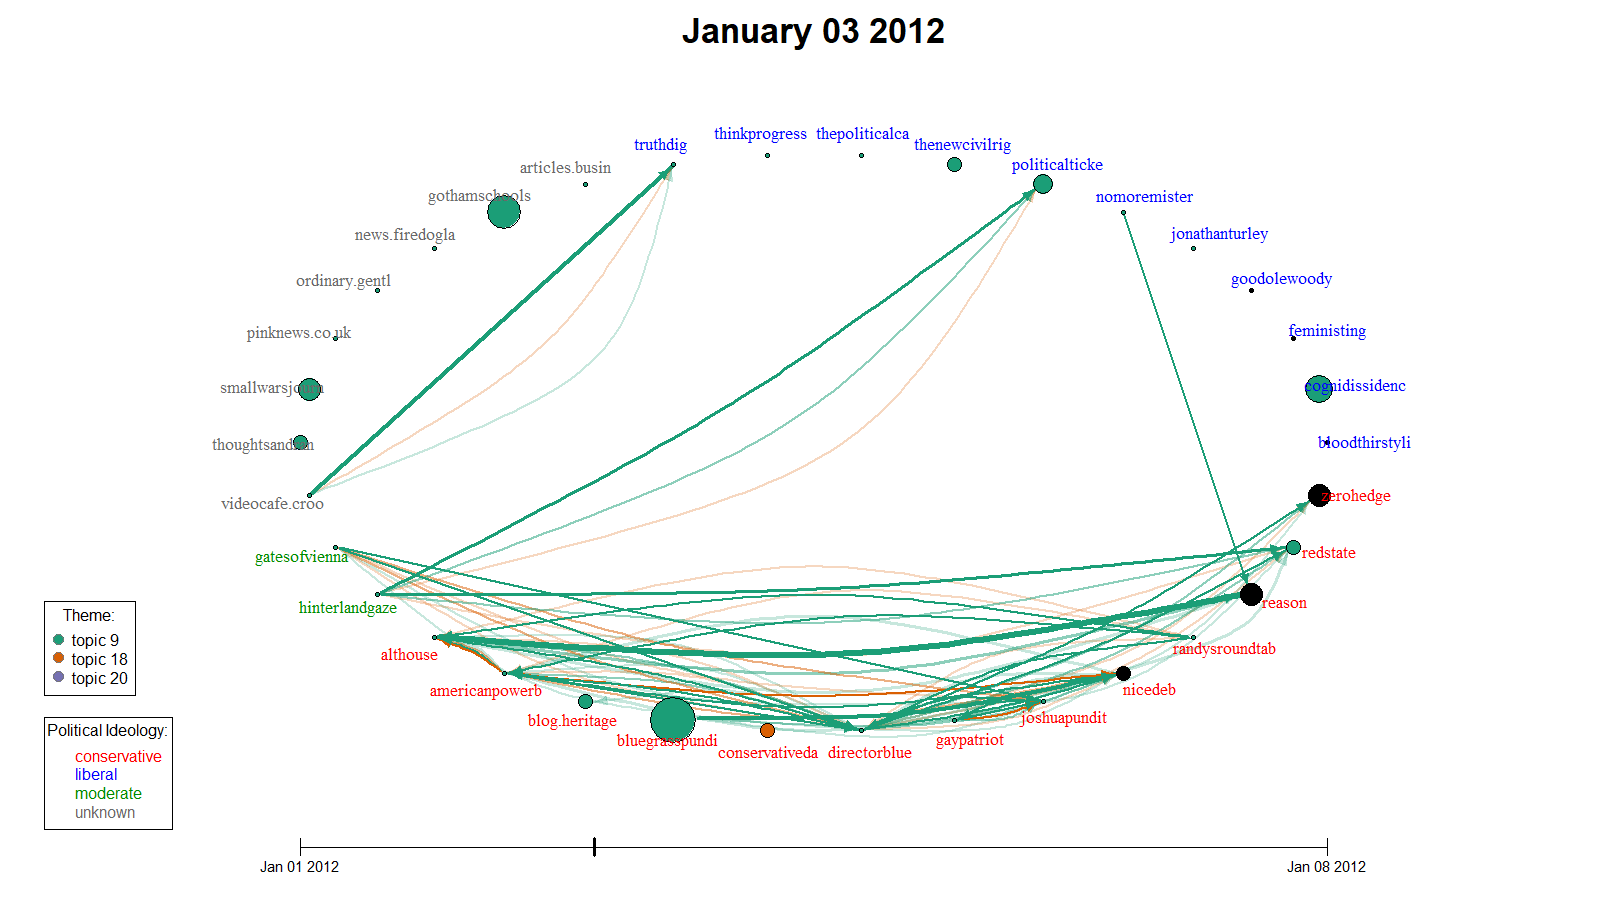 January 03 2012
thinkprogress
thepoliticalca
truthdig
thenewcivilrig
articles.busin
politicalticke
gothamschools
nomoremister
news.firedogla
jonathanturley
ordinary.gentl
goodolewoody
pinknews.co.uk
feministing
smallwarsjourn
cognidissidenc
thoughtsand
bloodthirstyli
videocafe.croo
zerohedge
gatesofvienna
redstate
hinterlandgaze
reason
althouse
randysroundtab
americanpowerb
nicedeb
blog.heritage
joshuapundit
bluegrasspundi
gaypatriot
conservativeda
directorblue
Theme:
topic 9
topic 18
topic 20
Political Ideology:
conservative
liberal
moderate
unknown
Jan 01 2012
Jan 08 2012